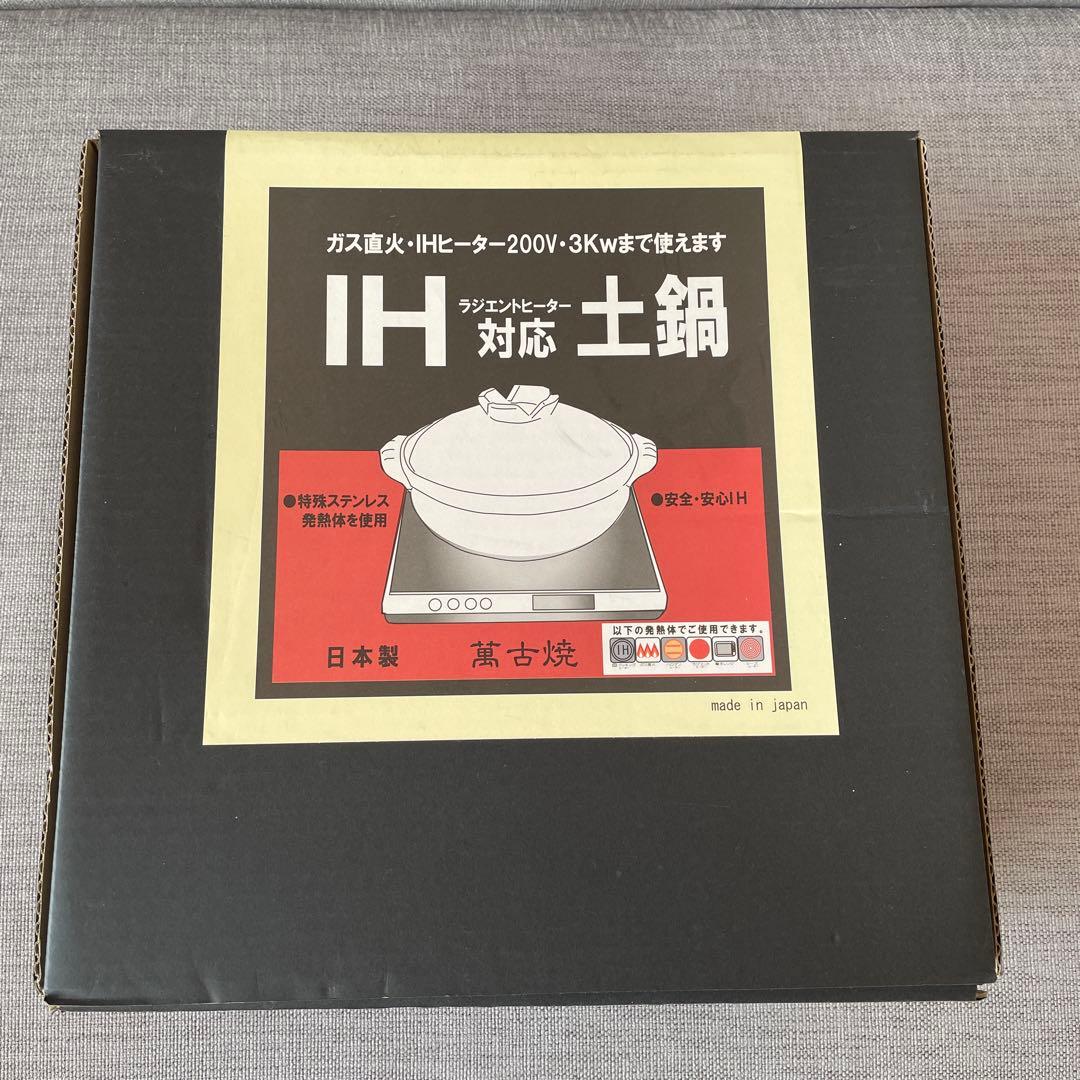 ガス直火・IHヒーター200V・3Kwまで使えます
IH ラジエントヒーター対応 土鍋
●特殊ステンレス
発熱体を使用
●安全・安心IH
以下の発熱体でご使用できます。
IH
日本製
萬古焼
made in japan